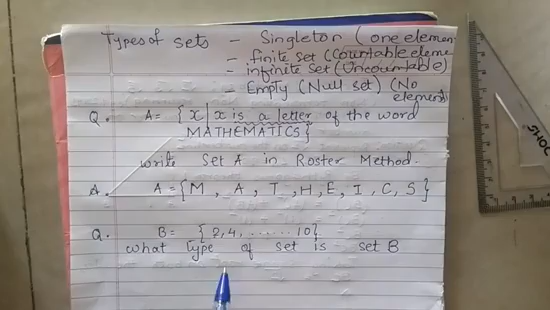 Types of sets - Singleton (one elemen
- finite set (Countable eleme
- infinite set (Uncountable)
- Empty (Null set) (No
element
Q. A = {x | x is a letter of the word
MATHEMATICS}
write Set A in Roster Method.
A. A = {M, A, T, H, E, I, C, S}
Q. B = {2, 4, ...... 10}
what type of set is set B